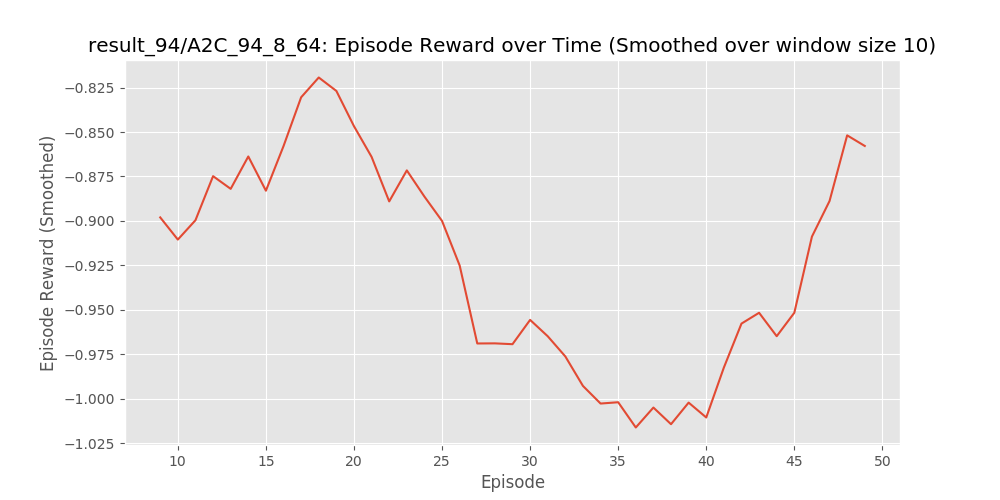 result_94/A2C_94_8_64: Episode Reward over Time (Smoothed over window size 10)
Episode Reward (Smoothed)
−0.825
−0.850
−0.875
−0.900
−0.925
−0.950
−0.975
−1.000
−1.025
10 15 20 25 30 35 40 45 50
Episode